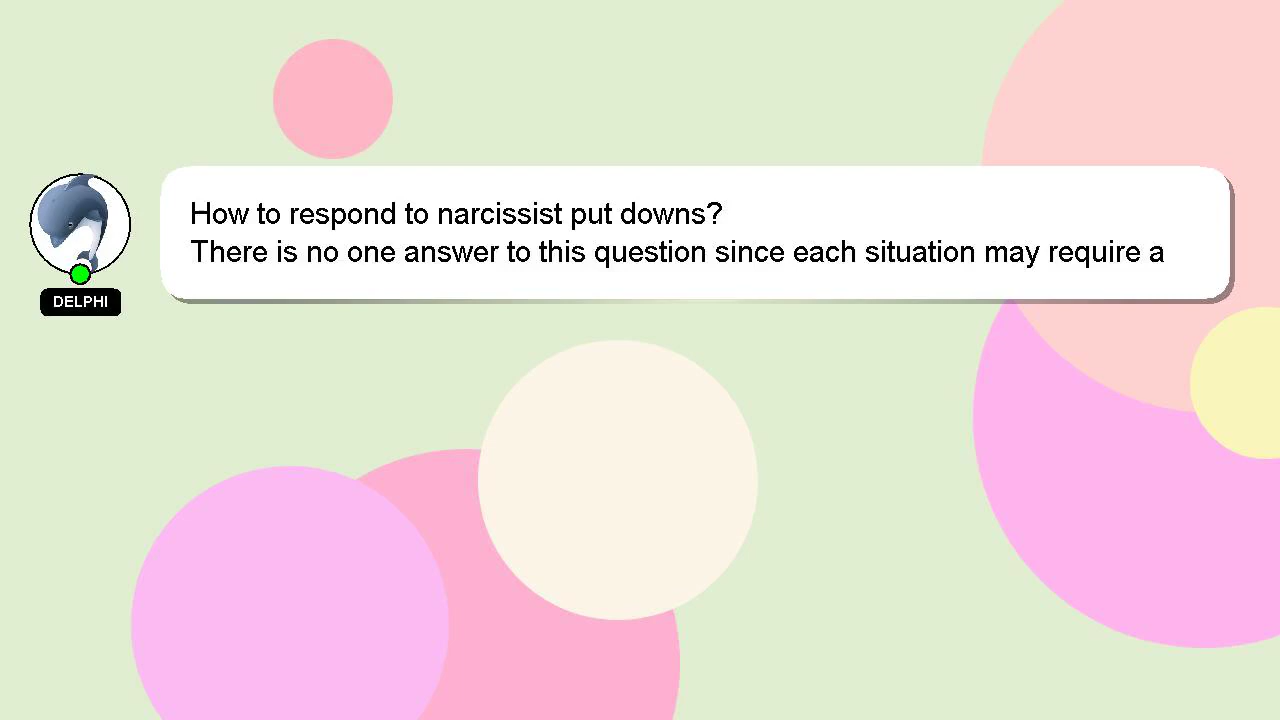 How to respond to narcissist put downs?
There is no one answer to this question since each situation may require a
DELPHI